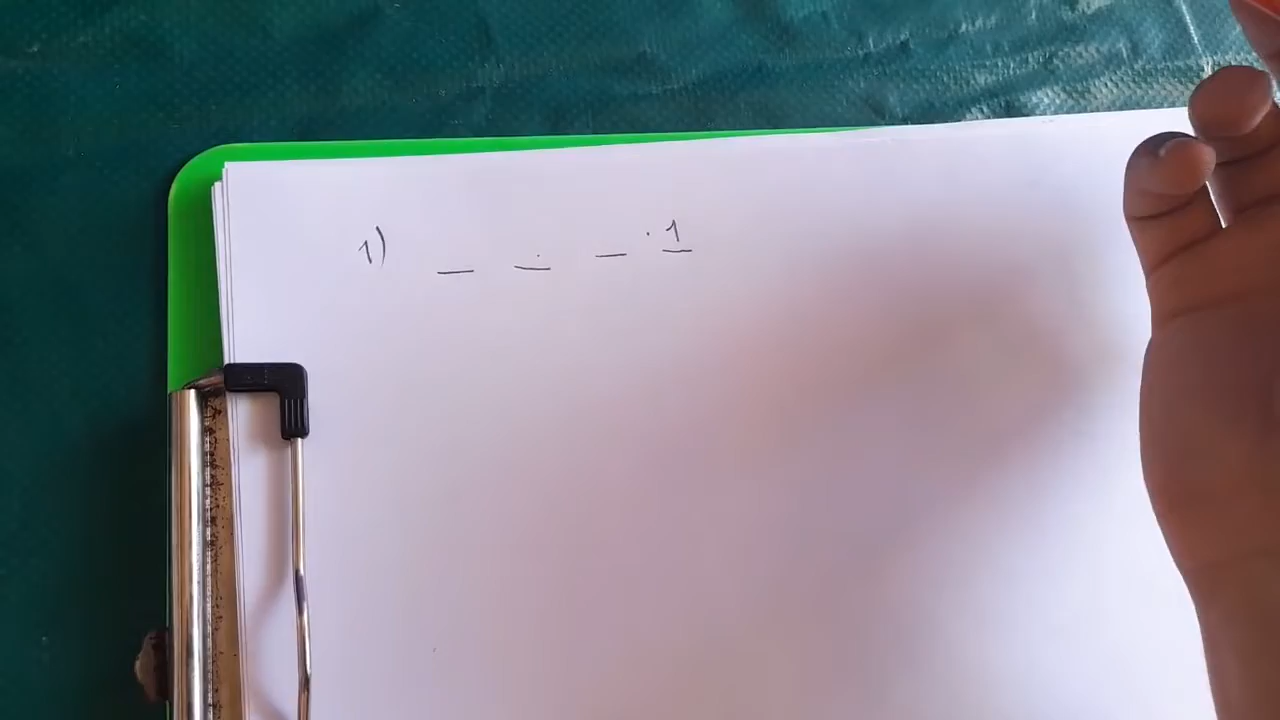 1) _ _ _ . 1